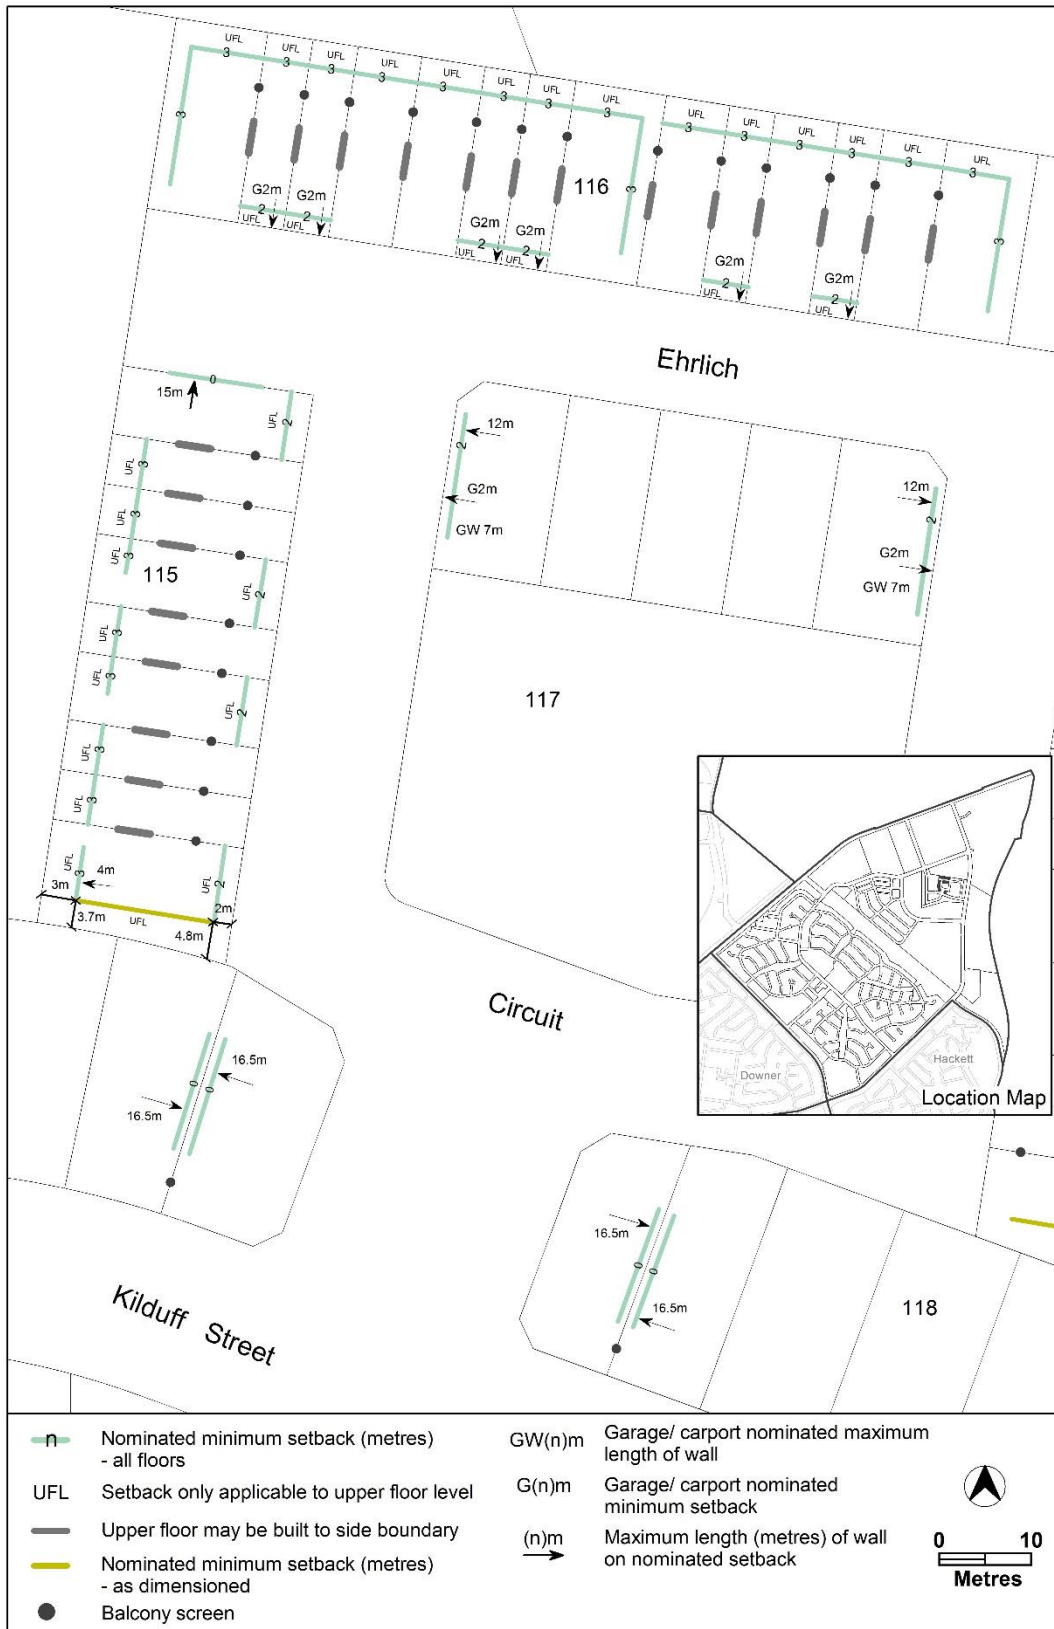 UFL UFL UFL UFL UFL UFL UFL UFL UFL UFL UFL UFL UFL UFL
3 3 3 3 3 3 3 3 3 3 3 3 3 3
3
3
3
116
G2m G2m
2 2
UFL UFL
G2m G2m
2 2
UFL UFL
G2m
2
UFL
G2m
2
UFL
Ehrlich
0
15m
UFL 2
UFL 3
UFL 3
UFL 3
115
UFL 2
UFL 3
UFL 3
UFL 2
UFL 3
UFL 3
UFL 3
4m
UFL 2
3m
3.7m
UFL
4.8m
2m
12m
2
G2m
GW 7m
12m
2
G2m
GW 7m
117
Circuit
16.5m
0 0
16.5m
Kilduff Street
16.5m
0 0
16.5m
118
Downer
Hackett
Location Map
n Nominated minimum setback (metres)
- all floors
UFL Setback only applicable to upper floor level
Upper floor may be built to side boundary
Nominated minimum setback (metres)
- as dimensioned
Balcony screen
GW(n)m Garage/ carport nominated maximum
length of wall
G(n)m Garage/ carport nominated
minimum setback
(n)m Maximum length (metres) of wall
on nominated setback
0 10
Metres